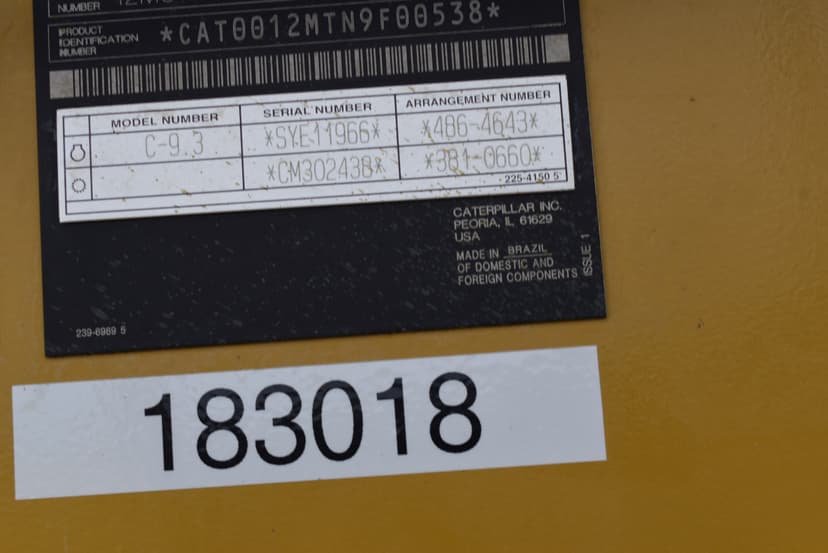 NUMBER
PRODUCT
IDENTIFICATION
NUMBER
*CAT0012MTN9F00538*
MODEL NUMBER SERIAL NUMBER ARRANGEMENT NUMBER
C-9.3 *SYE11966* *486-4643*
*CM302438* *381-0660*
225-4150 5
CATERPILLAR INC.
PEORIA, IL 61629
USA
MADE IN BRAZIL
OF DOMESTIC AND
FOREIGN COMPONENTS
ISSUE 1
239-6969 5
183018